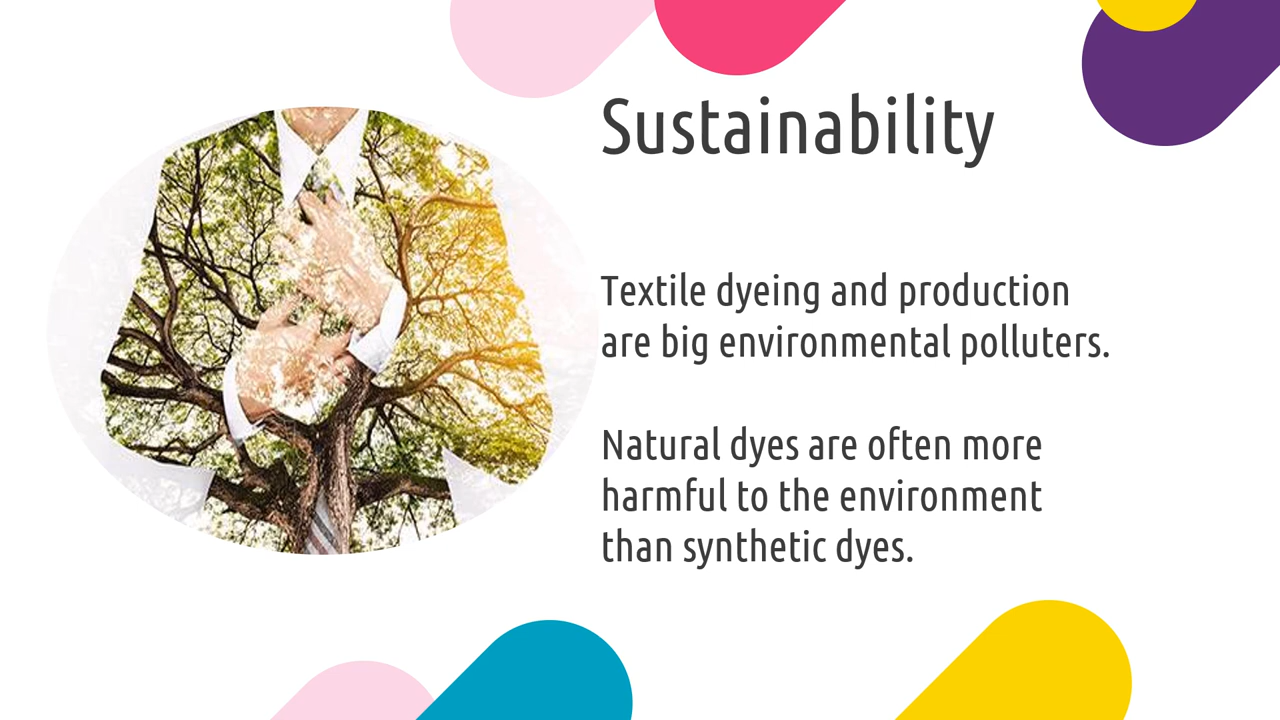 Sustainability
Textile dyeing and production
are big environmental polluters.
Natural dyes are often more
harmful to the environment
than synthetic dyes.